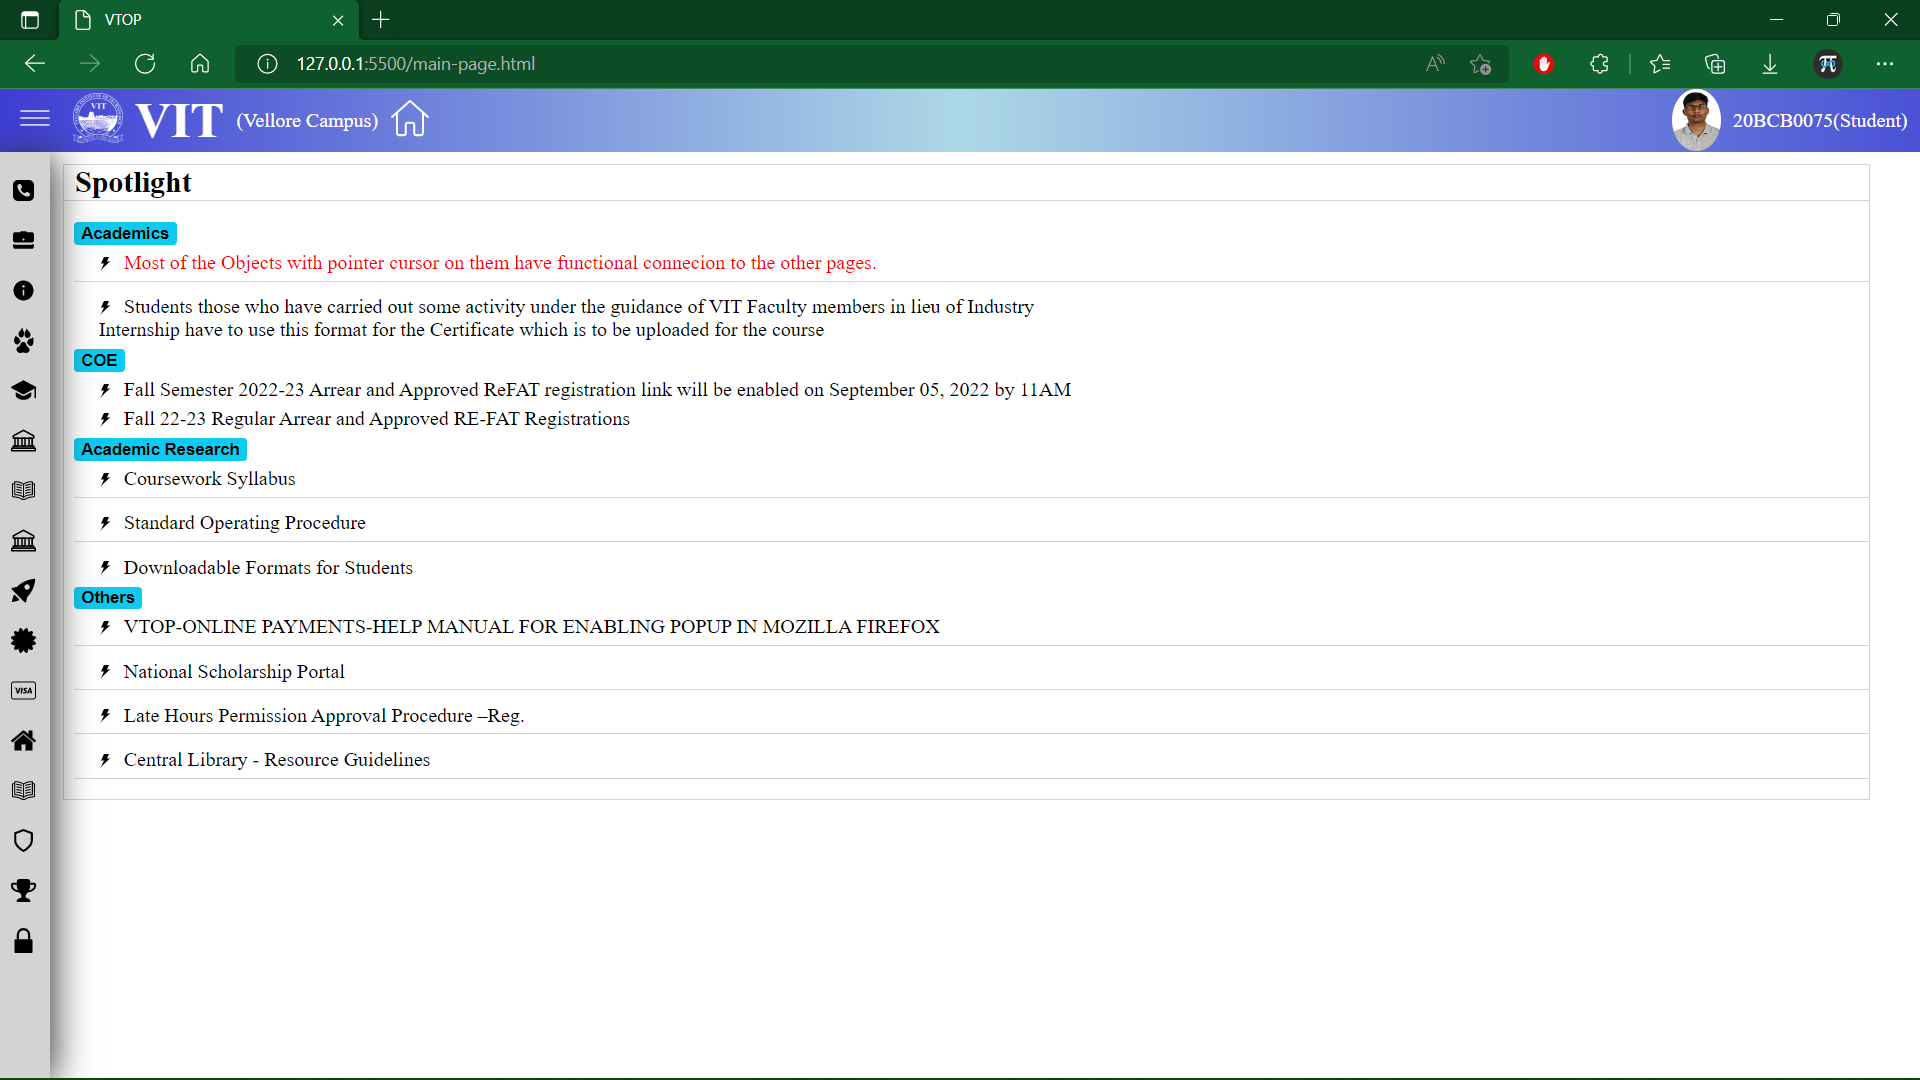 VTOP
127.0.0.1:5500/main-page.html
VIT
VIT (Vellore Campus)
20BCB0075(Student)
Spotlight
Academics
Most of the Objects with pointer cursor on them have functional connecion to the other pages.
Students those who have carried out some activity under the guidance of VIT Faculty members in lieu of Industry
Internship have to use this format for the Certificate which is to be uploaded for the course
COE
Fall Semester 2022-23 Arrear and Approved ReFAT registration link will be enabled on September 05, 2022 by 11AM
Fall 22-23 Regular Arrear and Approved RE-FAT Registrations
Academic Research
Coursework Syllabus
Standard Operating Procedure
Downloadable Formats for Students
Others
VTOP-ONLINE PAYMENTS-HELP MANUAL FOR ENABLING POPUP IN MOZILLA FIREFOX
National Scholarship Portal
VISA
Late Hours Permission Approval Procedure –Reg.
Central Library - Resource Guidelines